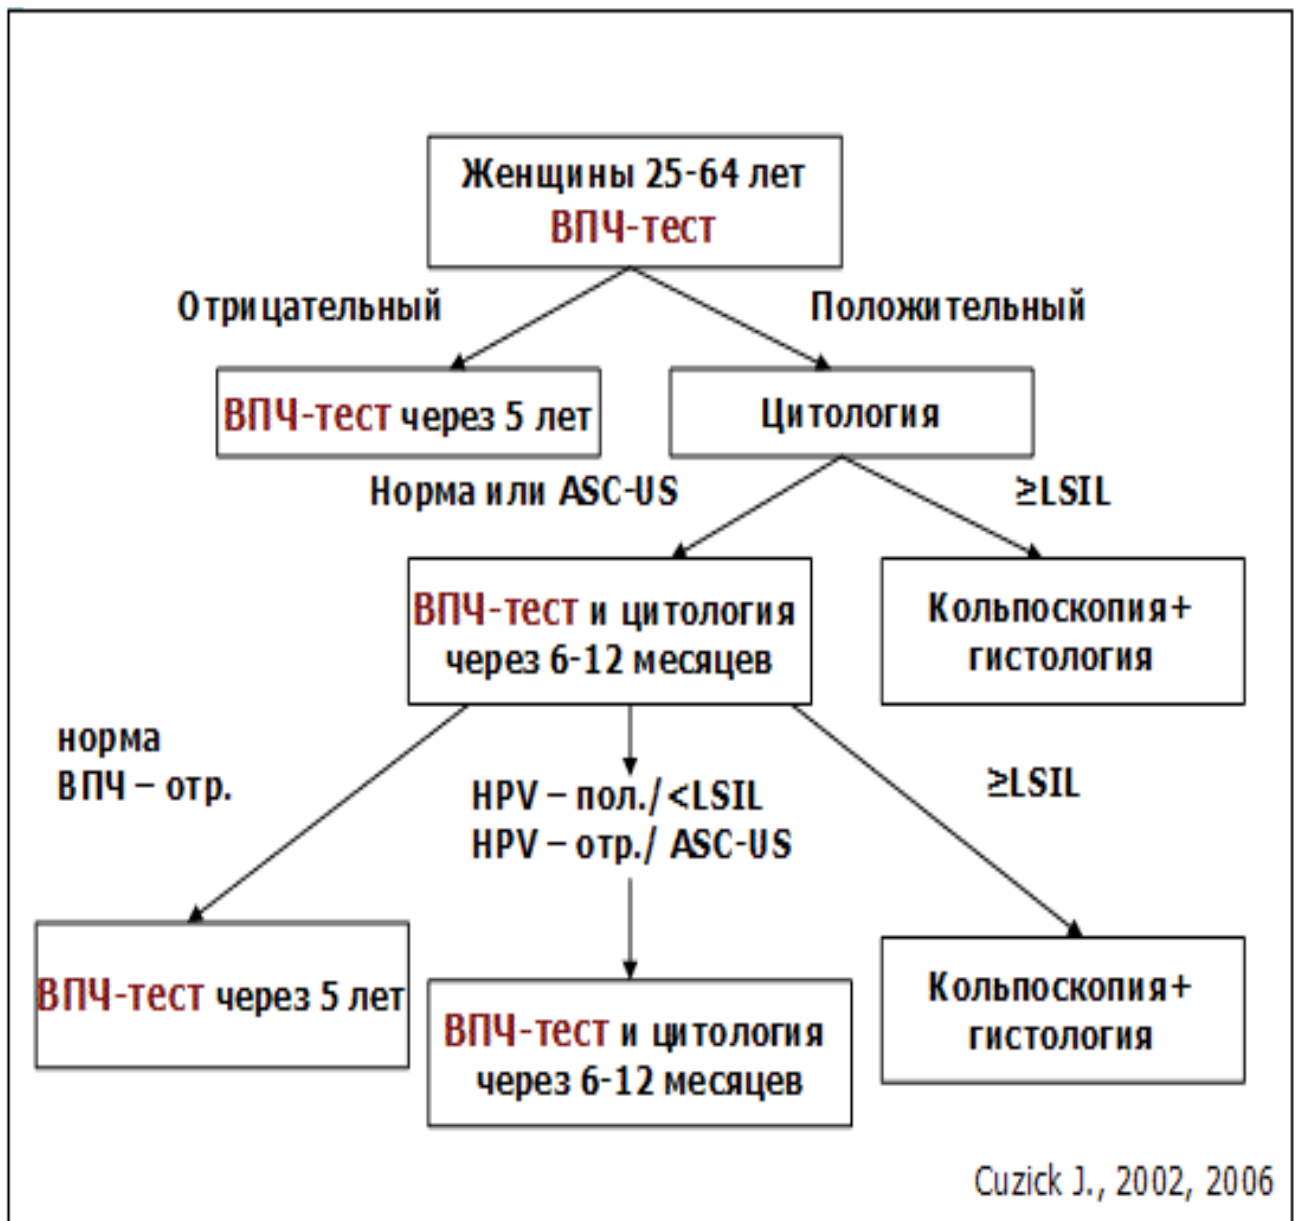 Женщины 25-64 лет
ВПЧ-тест
Отрицательный
Положительный
ВПЧ-тест через 5 лет
Цитология
Норма или ASC-US
≥LSIL
ВПЧ-тест и цитология
через 6-12 месяцев
Кольпоскопия+
гистология
норма
ВПЧ – отр.
HPV – пол./<LSIL
HPV – отр./ ASC-US
≥LSIL
ВПЧ-тест через 5 лет
ВПЧ-тест и цитология
через 6-12 месяцев
Кольпоскопия+
гистология
Cuzick J., 2002, 2006